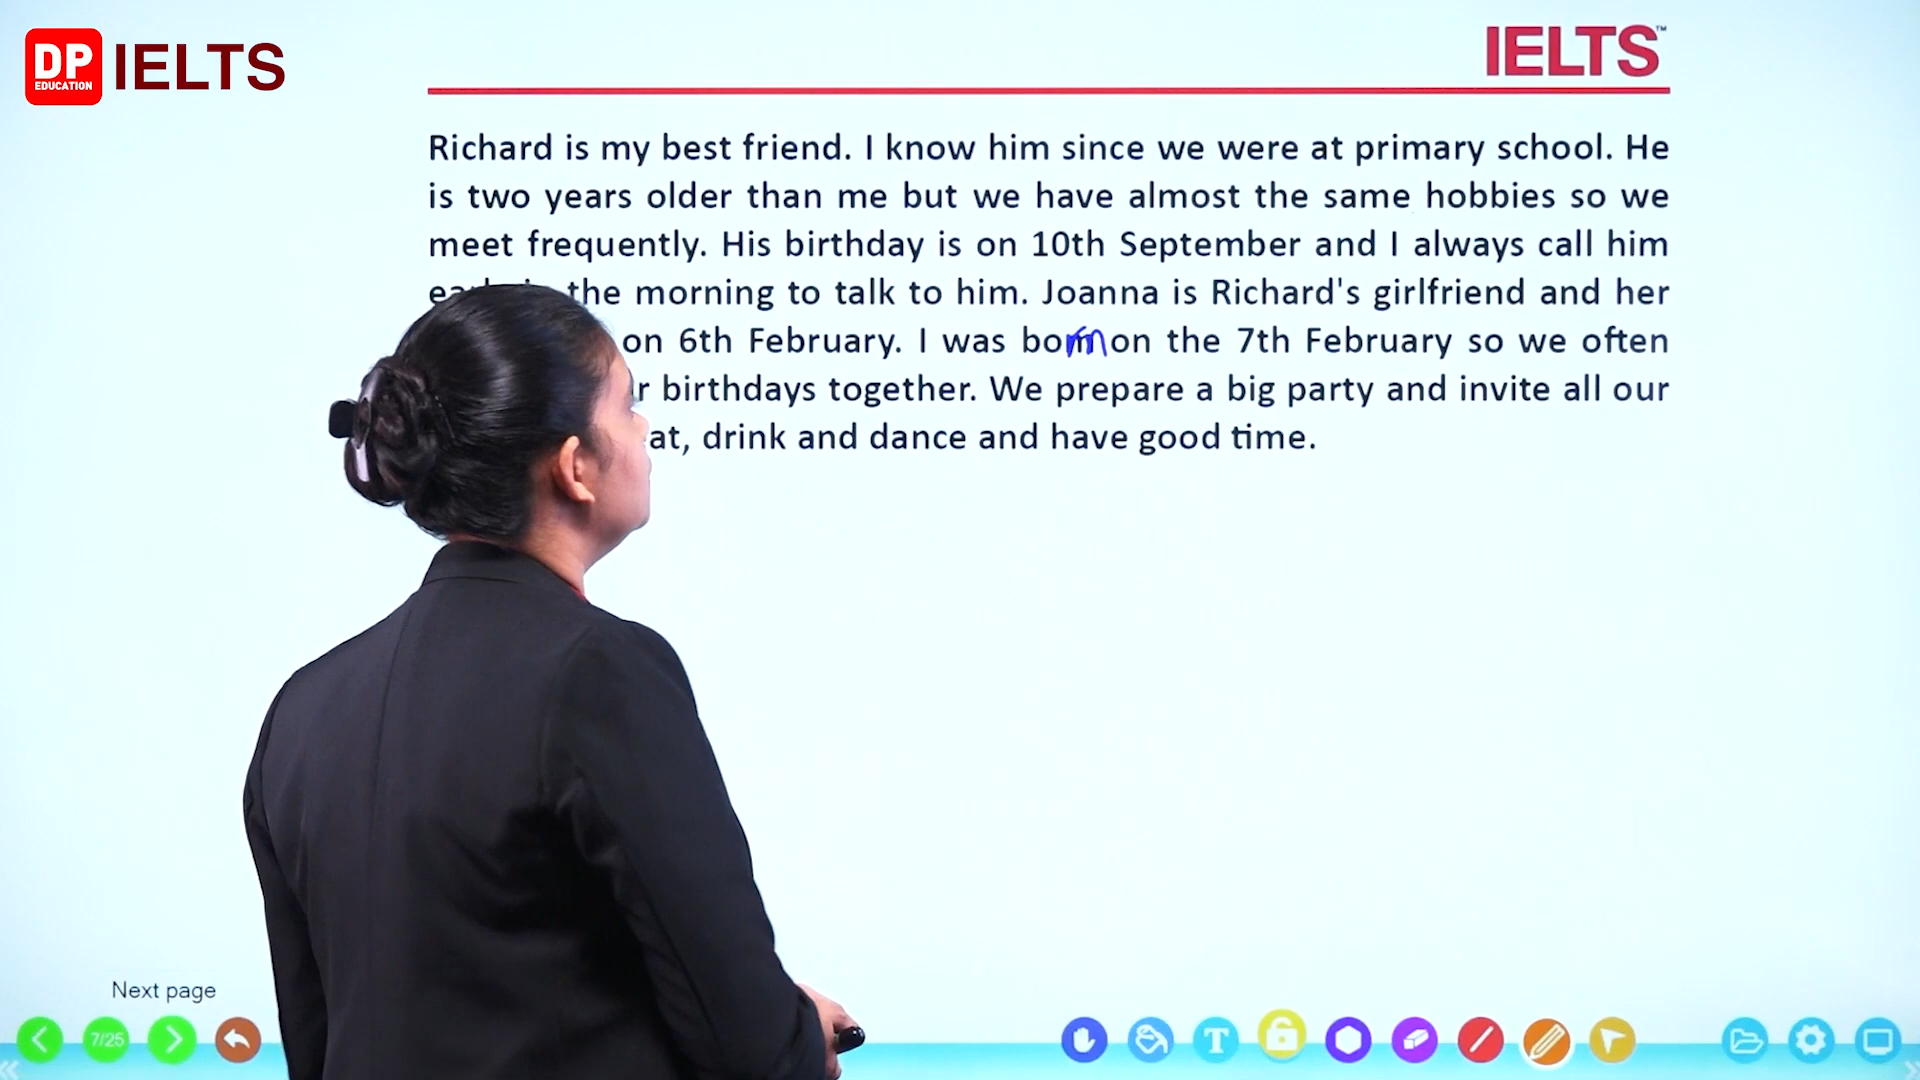 DP EDUCATION IELTS
IELTS™
Richard is my best friend. I know him since we were at primary school. He
is two years older than me but we have almost the same hobbies so we
meet frequently. His birthday is on 10th September and I always call him
the morning to talk to him. Joanna is Richard's girlfriend and her
on 6th February. I was born on the 7th February so we often
birthdays together. We prepare a big party and invite all our
drink and dance and have good time.
Next page
7/25
T